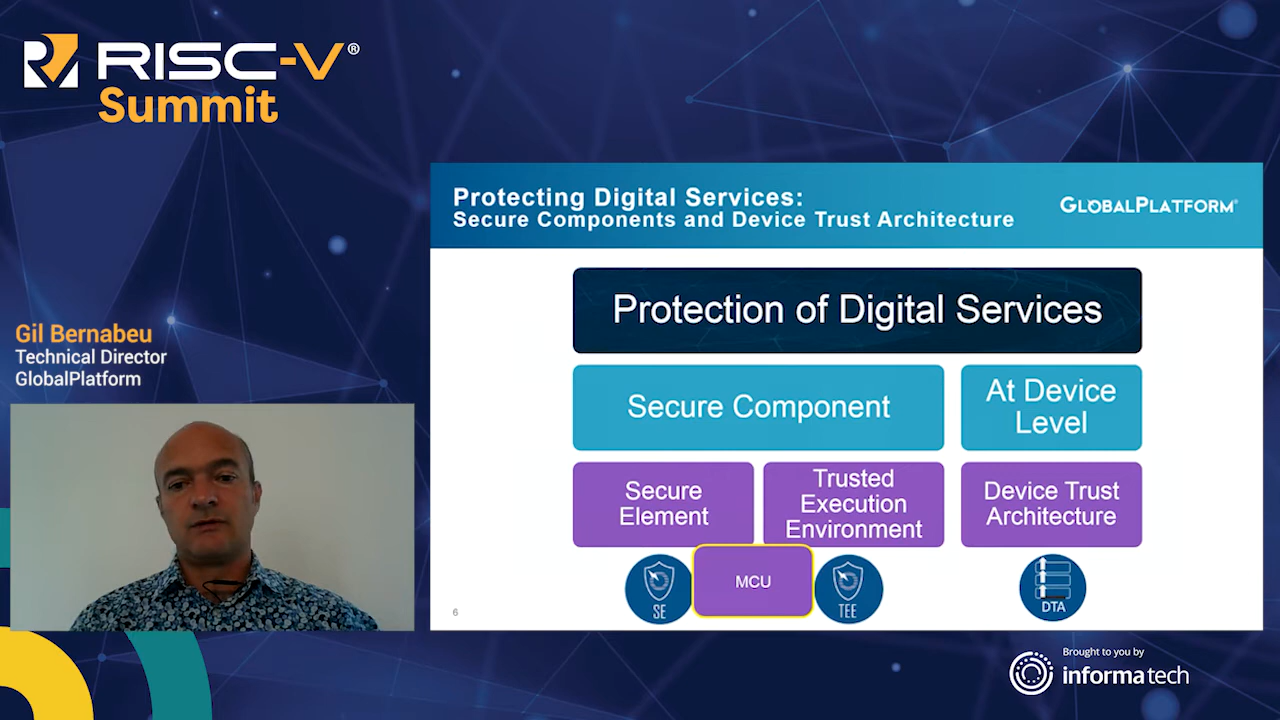 RISC-V®
Summit
Protecting Digital Services:
Secure Components and Device Trust Architecture
GLOBALPLATFORM®
Protection of Digital Services
Secure Component
At Device
Level
Secure
Element
Trusted
Execution
Environment
Device Trust
Architecture
MCU
SE
TEE
DTA
6
Gil Bernabeu
Technical Director
GlobalPlatform
Brought to you by
informa tech